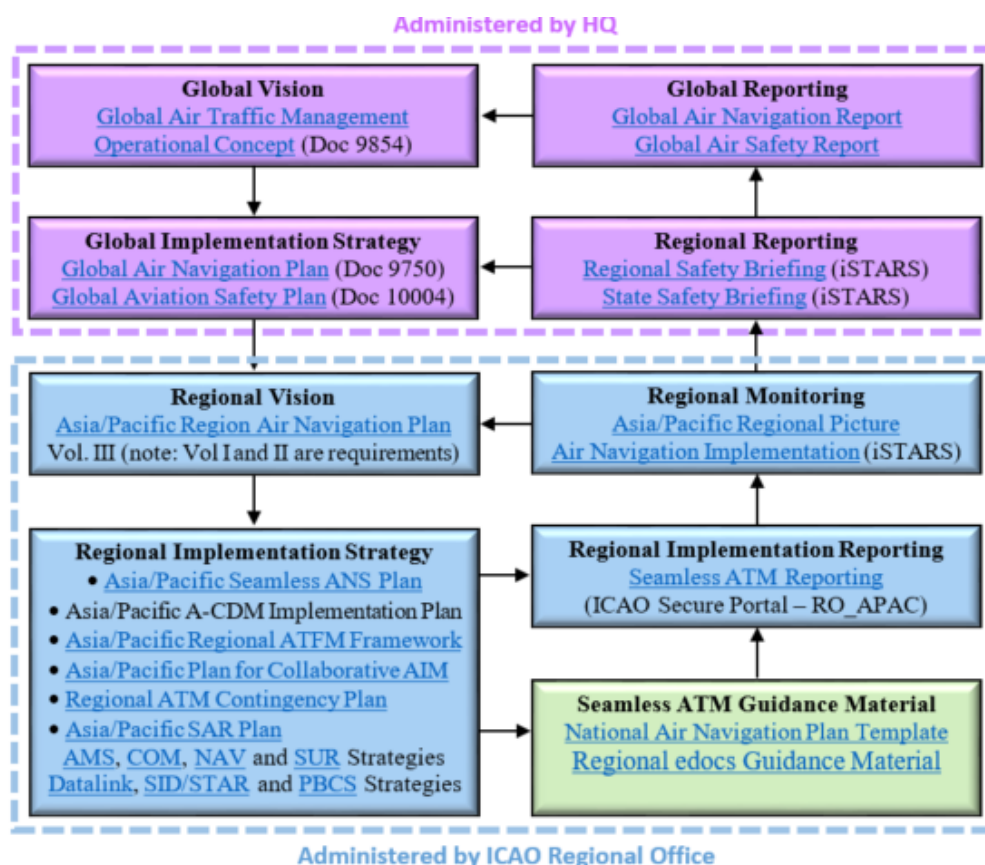 Administered by HQ
Global Vision
Global Air Traffic Management
Operational Concept (Doc 9854)
Global Reporting
Global Air Navigation Report
Global Air Safety Report
Global Implementation Strategy
Global Air Navigation Plan (Doc 9750)
Global Aviation Safety Plan (Doc 10004)
Regional Reporting
Regional Safety Briefing (iSTARS)
State Safety Briefing (iSTARS)
Regional Vision
Asia/Pacific Region Air Navigation Plan
Vol. III (note: Vol I and II are requirements)
Regional Monitoring
Asia/Pacific Regional Picture
Air Navigation Implementation (iSTARS)
Regional Implementation Strategy
• Asia/Pacific Seamless ANS Plan
• Asia/Pacific A-CDM Implementation Plan
• Asia/Pacific Regional ATFM Framework
• Asia/Pacific Plan for Collaborative AIM
• Regional ATM Contingency Plan
• Asia/Pacific SAR Plan
AMS, COM, NAV and SUR Strategies
Datalink, SID/STAR and PBCS Strategies
Regional Implementation Reporting
Seamless ATM Reporting
(ICAO Secure Portal – RO_APAC)
Seamless ATM Guidance Material
National Air Navigation Plan Template
Regional edocs Guidance Material
Administered by ICAO Regional Office